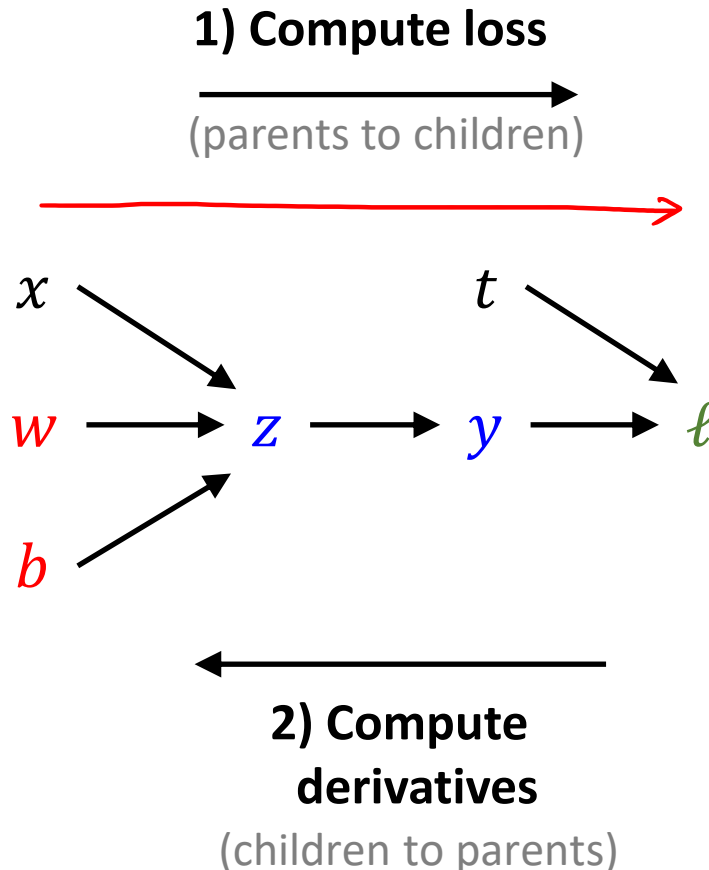 1) Compute loss
(parents to children)
x t
w z y ℓ
b
2) Compute
derivatives
(children to parents)